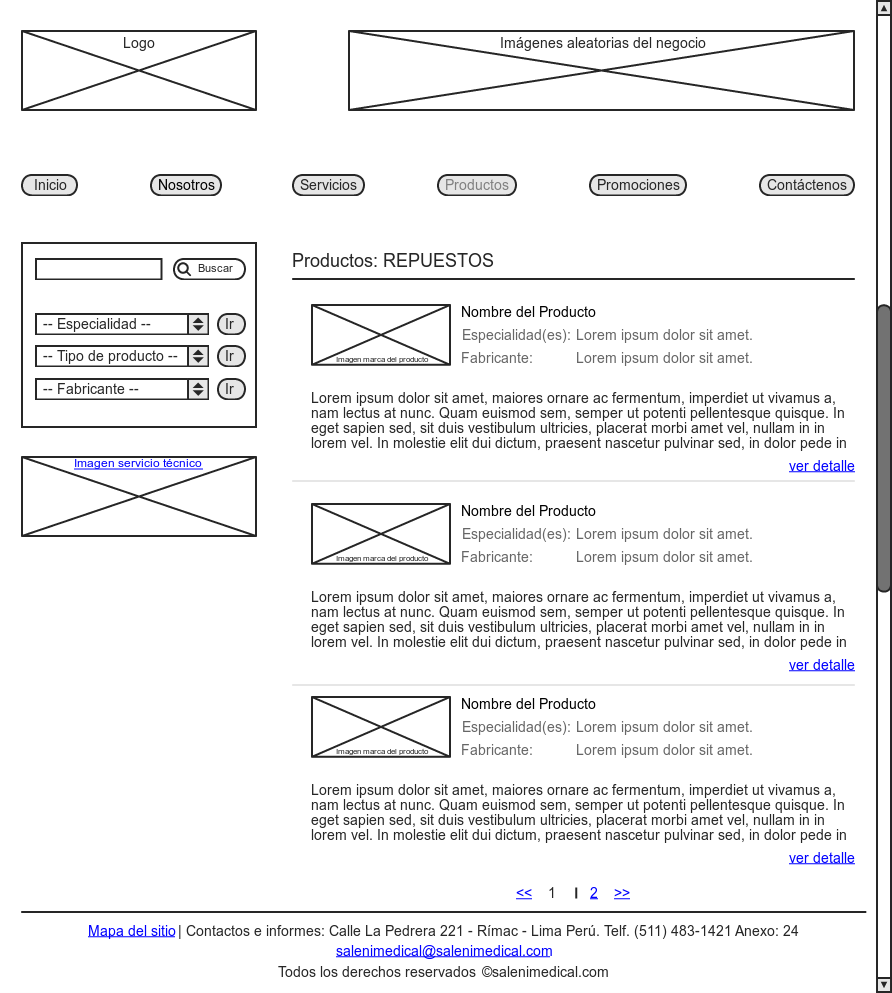 Logo
Imágenes aleatorias del negocio
Inicio
Nosotros
Servicios
Productos
Promociones
Contáctenos
Buscar
-- Especialidad --
Ir
-- Tipo de producto --
Ir
-- Fabricante --
Ir
Imagen servicio técnico
Productos: REPUESTOS
Imagen marca del producto
Nombre del Producto
Especialidad(es): Lorem ipsum dolor sit amet.
Fabricante: Lorem ipsum dolor sit amet.
Lorem ipsum dolor sit amet, maiores ornare ac fermentum, imperdiet ut vivamus a,
nam lectus at nunc. Quam euismod sem, semper ut potenti pellentesque quisque. In
eget sapien sed, sit duis vestibulum ultricies, placerat morbi amet vel, nullam in in
lorem vel. In molestie elit dui dictum, praesent nascetur pulvinar sed, in dolor pede in
ver detalle
Imagen marca del producto
Nombre del Producto
Especialidad(es): Lorem ipsum dolor sit amet.
Fabricante: Lorem ipsum dolor sit amet.
Lorem ipsum dolor sit amet, maiores ornare ac fermentum, imperdiet ut vivamus a,
nam lectus at nunc. Quam euismod sem, semper ut potenti pellentesque quisque. In
eget sapien sed, sit duis vestibulum ultricies, placerat morbi amet vel, nullam in in
lorem vel. In molestie elit dui dictum, praesent nascetur pulvinar sed, in dolor pede in
ver detalle
Imagen marca del producto
Nombre del Producto
Especialidad(es): Lorem ipsum dolor sit amet.
Fabricante: Lorem ipsum dolor sit amet.
Lorem ipsum dolor sit amet, maiores ornare ac fermentum, imperdiet ut vivamus a,
nam lectus at nunc. Quam euismod sem, semper ut potenti pellentesque quisque. In
eget sapien sed, sit duis vestibulum ultricies, placerat morbi amet vel, nullam in in
lorem vel. In molestie elit dui dictum, praesent nascetur pulvinar sed, in dolor pede in
ver detalle
<< 1 | 2 >>
Mapa del sitio | Contactos e informes: Calle La Pedrera 221 - Rímac - Lima Perú. Telf. (511) 483-1421 Anexo: 24
salenimedical@salenimedical.com
Todos los derechos reservados ©salenimedical.com